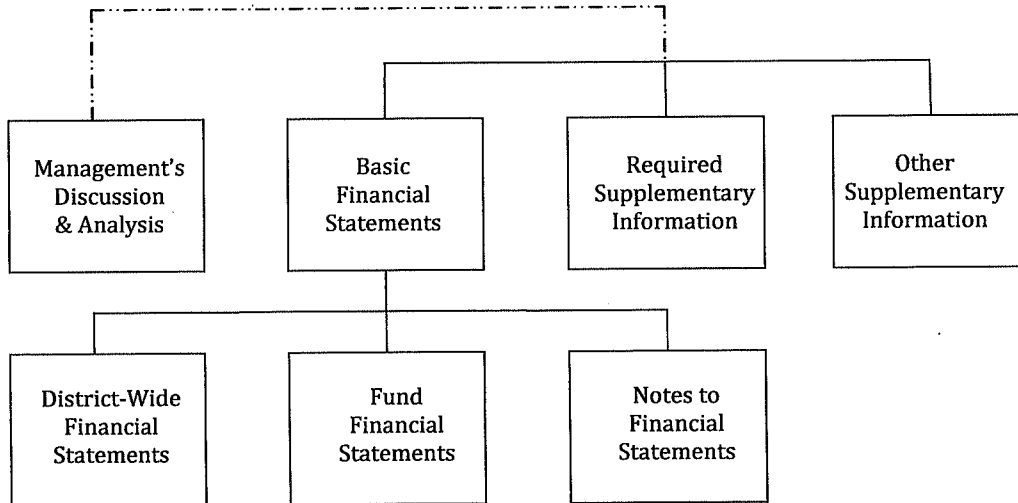 Management's
Discussion
& Analysis
Basic
Financial
Statements
Required
Supplementary
Information
Other
Supplementary
Information
District-Wide
Financial
Statements
Fund
Financial
Statements
Notes to
Financial
Statements